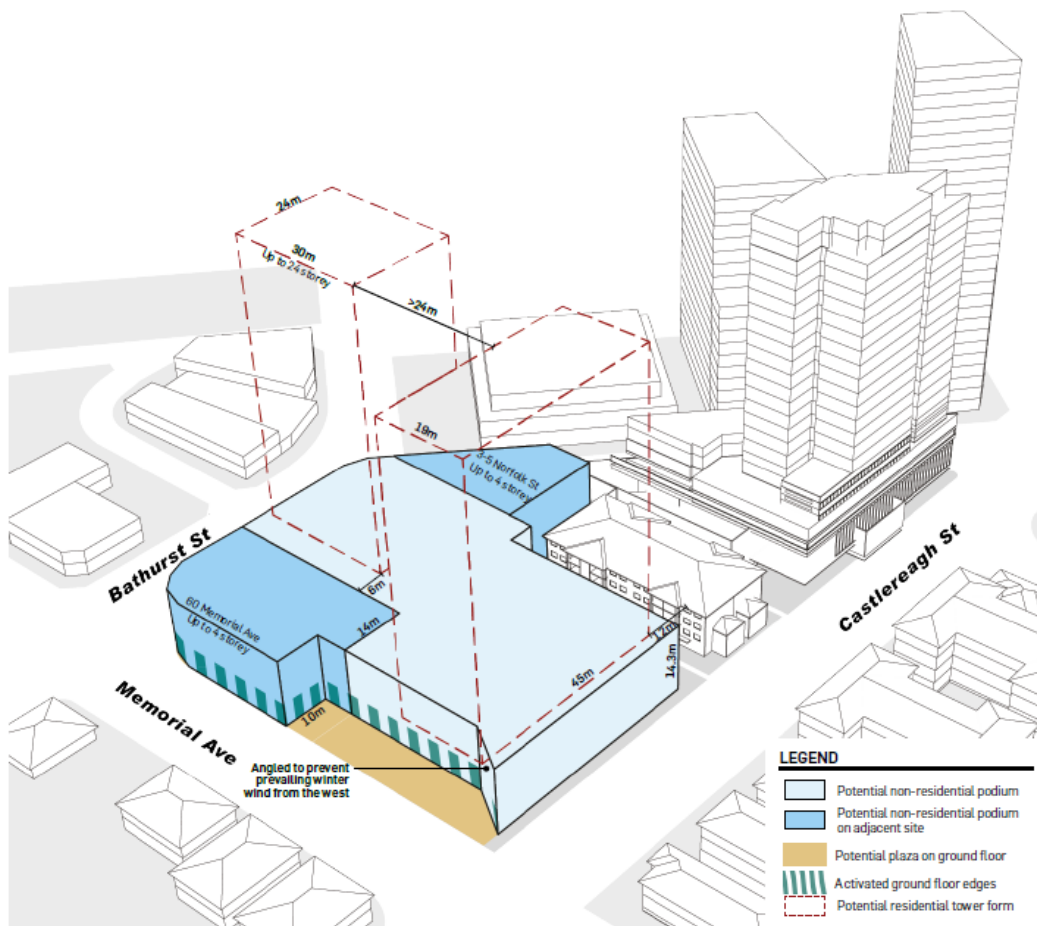 24m
30m
Up to 24 storey
>24m
19m
3-5 Norfolk St
Up to 4 storey
Bathurst St
6m
60 Memorial Ave
Up to 4 storey
14m
Castlereagh St
1.2m
14.3m
45m
10m
Memorial Ave
Angled to prevent
prevailing winter
wind from the west
LEGEND
Potential non-residential podium
Potential non-residential podium
on adjacent site
Potential plaza on ground floor
Activated ground floor edges
Potential residential tower form